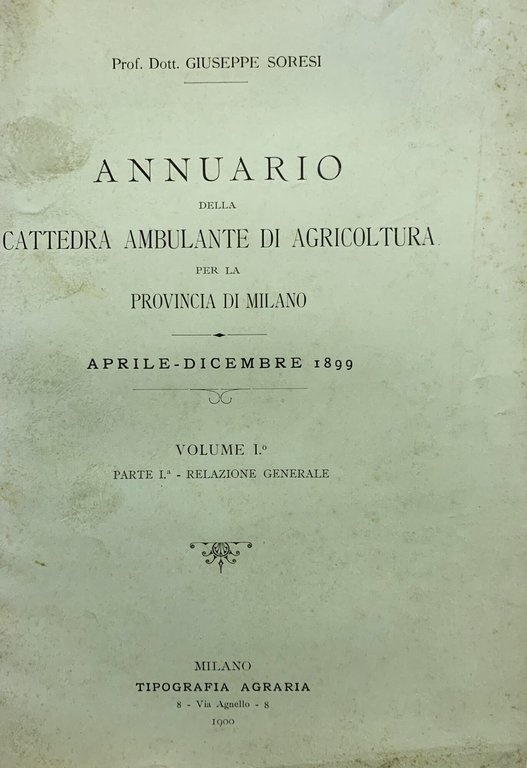 Prof. Dott. GIUSEPPE SORESI
ANNUARIO
DELLA
CATTEDRA AMBULANTE DI AGRICOLTURA
PER LA
PROVINCIA DI MILANO
APRILE-DICEMBRE 1899
VOLUME I.º
PARTE I.ª - RELAZIONE GENERALE
MILANO
TIPOGRAFIA AGRARIA
8 - Via Agnello - 8
1900